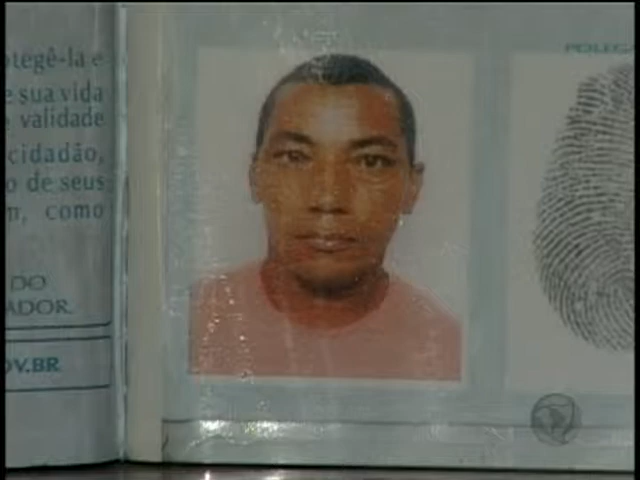 otegê-la e
e sua vida
validade
cidadão,
o de seus
m, como
DO
ADOR.
OV.BR
POLEGA